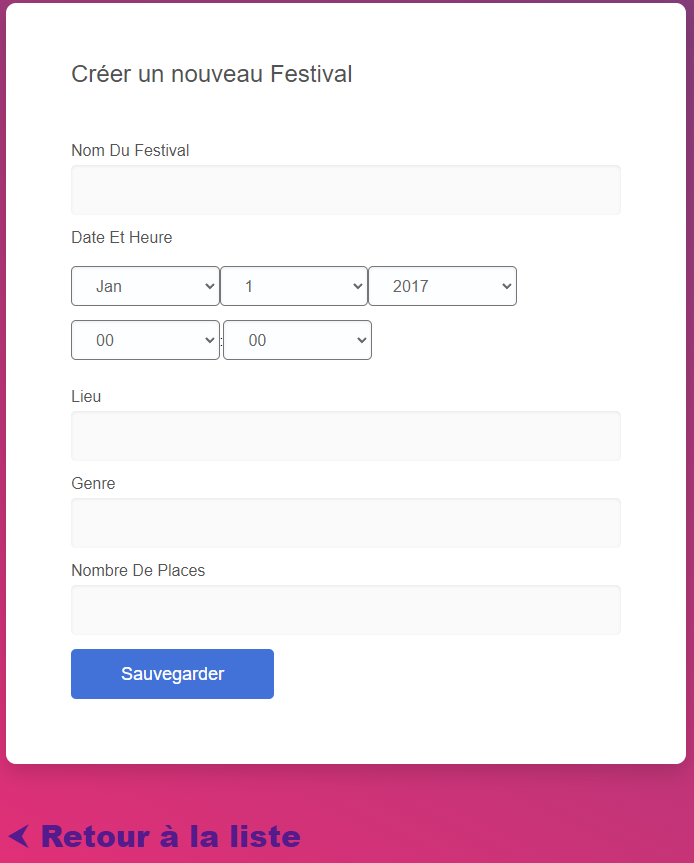 Créer un nouveau Festival
Nom Du Festival
Date Et Heure
Jan 1 2017
00 : 00
Lieu
Genre
Nombre De Places
Sauvegarder
Retour à la liste